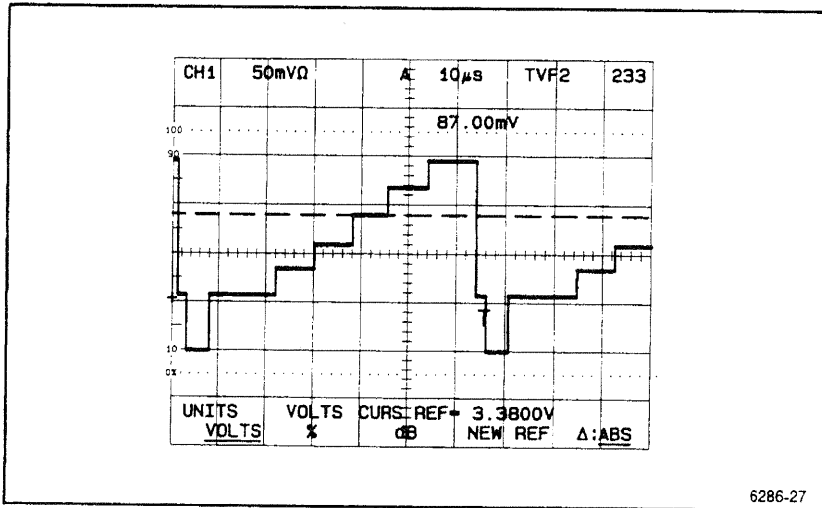 CH1 50mVΩ A 10µs TVF2 233
87.00mV
100
90
T
10
0%
UNITS VOLTS CURS REF= 3.3800V
VOLTS % dB NEW REF Δ:ABS
6286-27